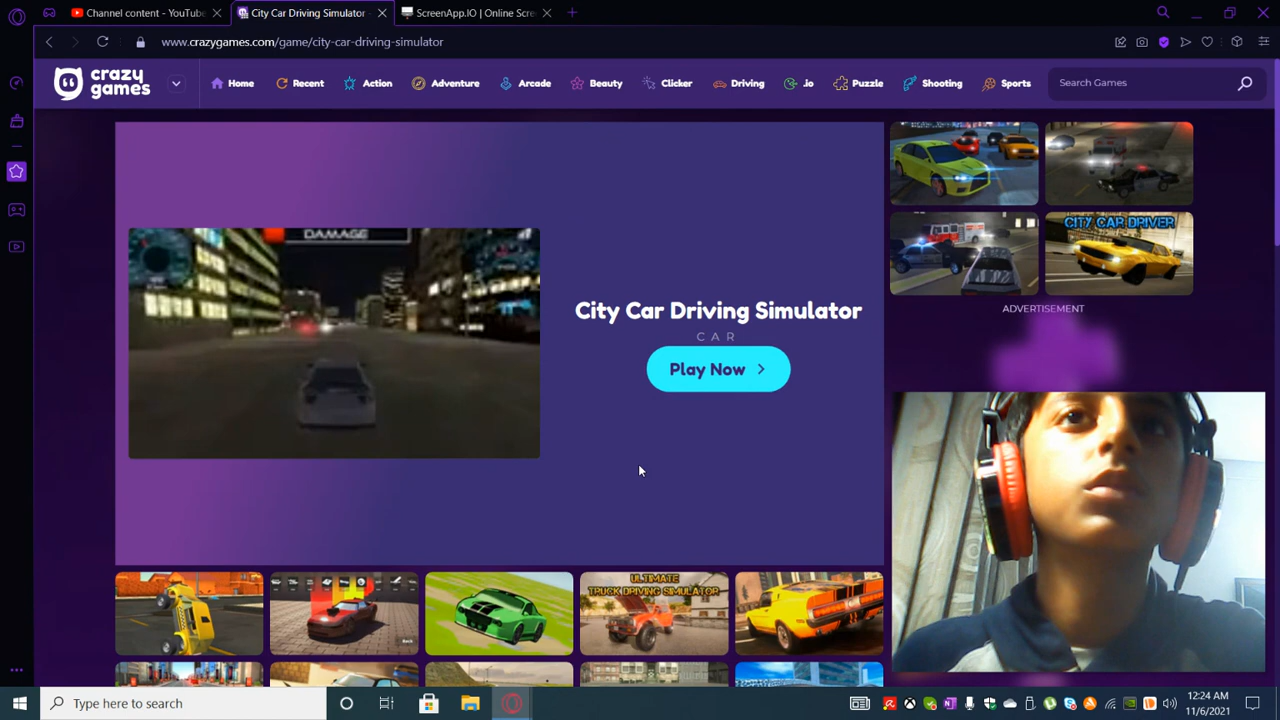 Channel content - YouTube
City Car Driving Simulator -
ScreenApp.IO | Online Scre
www.crazygames.com/game/city-car-driving-simulator
crazy
games
Home
Recent
Action
Adventure
Arcade
Beauty
Clicker
Driving
.io
Puzzle
Shooting
Sports
Search Games
DAMAGE
City Car Driving Simulator
CAR
Play Now
CITY CAR DRIVER
ADVERTISEMENT
Back
ULTIMATE
TRUCK DRIVING SIMULATOR
Type here to search
12:24 AM
11/6/2021